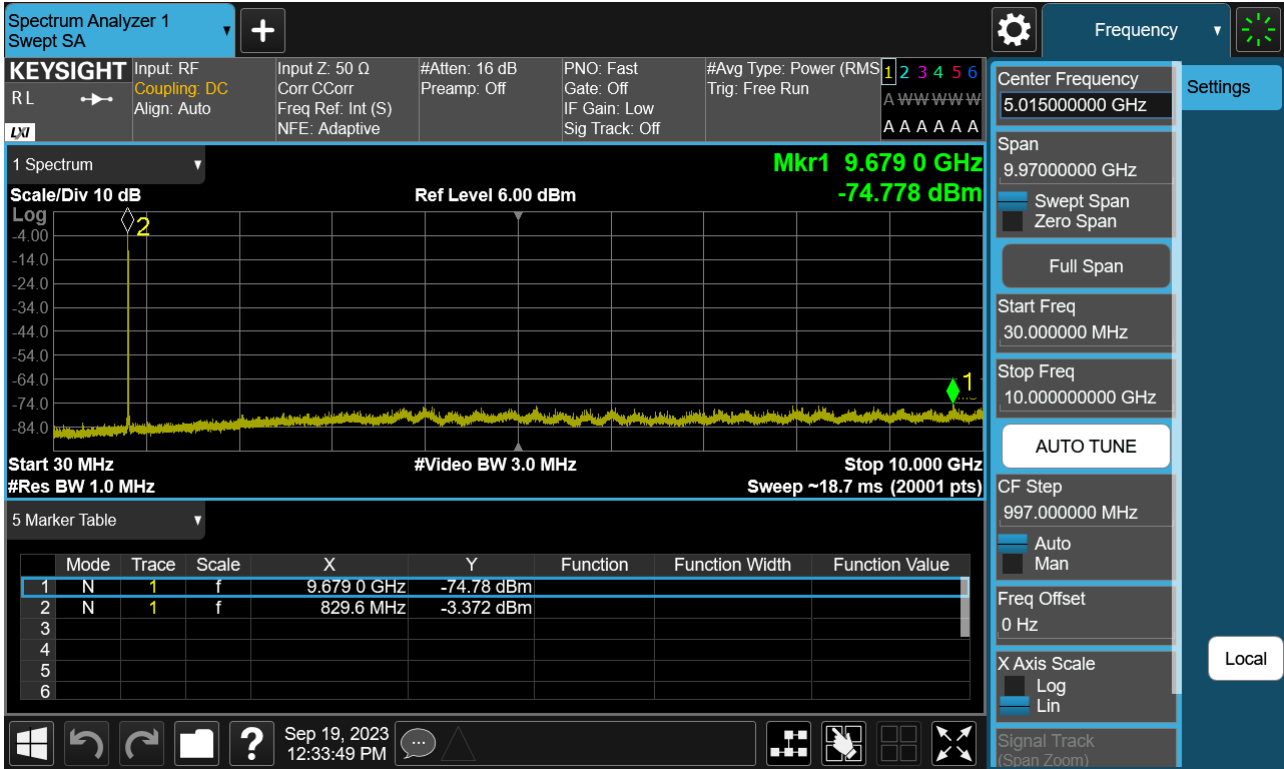 Spectrum Analyzer 1
Swept SA
Frequency
KEYSIGHT
R L
LXI
Input: RF
Coupling: DC
Align: Auto
Input Z: 50 Ω
Corr CCorr
Freq Ref: Int (S)
NFE: Adaptive
#Atten: 16 dB
Preamp: Off
PNO: Fast
Gate: Off
IF Gain: Low
Sig Track: Off
#Avg Type: Power (RMS
Trig: Free Run
1 2 3 4 5 6
A W W W W W
A A A A A A
1 Spectrum
Mkr1 9.679 0 GHz
-74.778 dBm
Scale/Div 10 dB
Ref Level 6.00 dBm
Log
-4.00
-14.0
-24.0
-34.0
-44.0
-54.0
-64.0
-74.0
-84.0
2
1
Start 30 MHz
#Video BW 3.0 MHz
Stop 10.000 GHz
#Res BW 1.0 MHz
Sweep ~18.7 ms (20001 pts)
5 Marker Table
Mode Trace Scale X Y Function Function Width Function Value
1 N 1 f 9.679 0 GHz -74.78 dBm
2 N 1 f 829.6 MHz -3.372 dBm
3
4
5
6
Sep 19, 2023
12:33:49 PM
Center Frequency
5.015000000 GHz
Span
9.97000000 GHz
Swept Span
Zero Span
Full Span
Start Freq
30.000000 MHz
Stop Freq
10.000000000 GHz
AUTO TUNE
CF Step
997.000000 MHz
Auto
Man
Freq Offset
0 Hz
X Axis Scale
Log
Lin
Signal Track
(Span Zoom)
Settings
Local